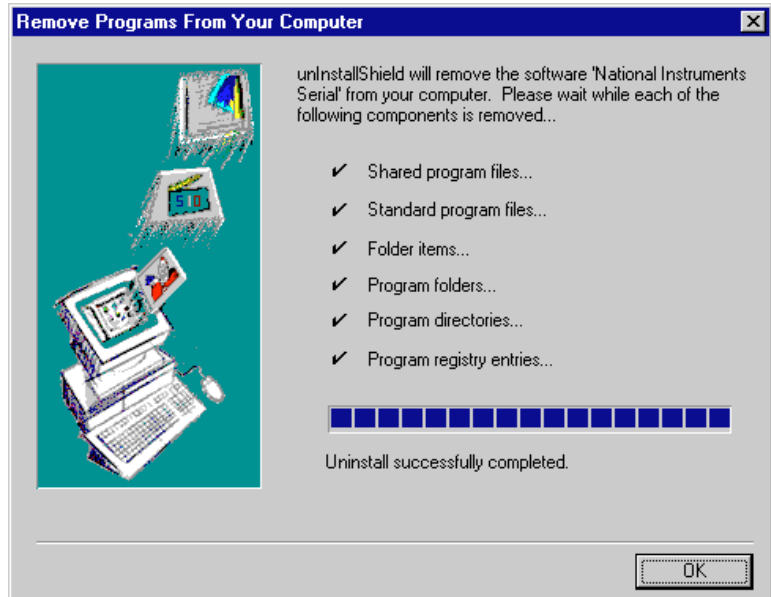 Remove Programs From Your Computer
unInstallShield will remove the software 'National Instruments
Serial' from your computer.  Please wait while each of the
following components is removed...
Shared program files...
Standard program files...
Folder items...
Program folders...
Program directories...
Program registry entries...
Uninstall successfully completed.
OK